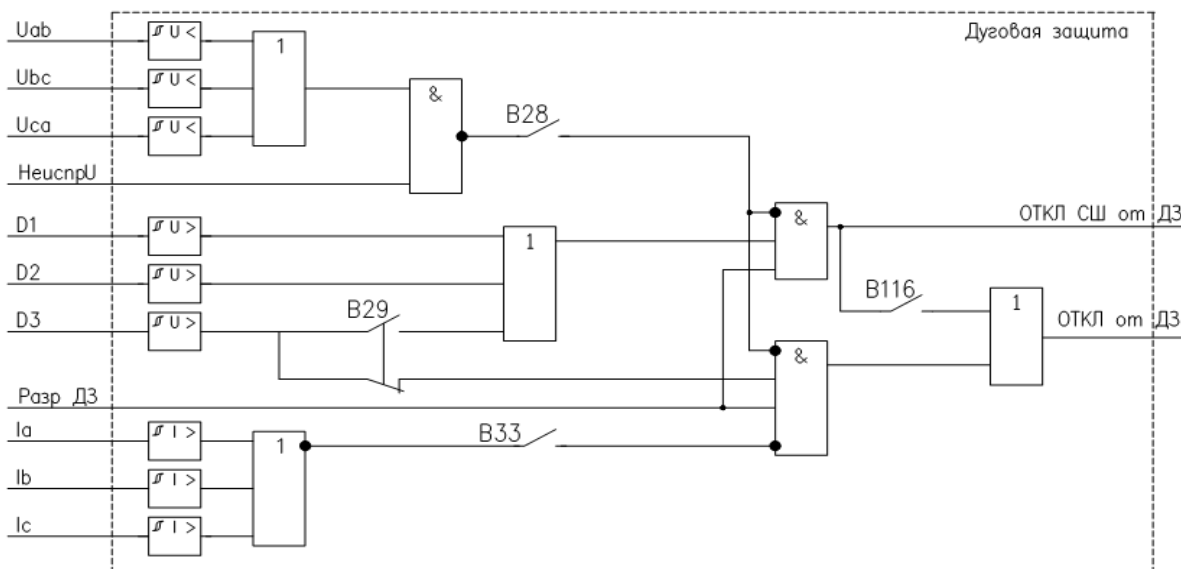 Дуговая защита
Uab
U <
1
Ubc
U <
&
Uca
U <
B28
НеиспрU
D1
U >
1
&
ОТКЛ СШ от ДЗ
D2
U >
B116
1
D3
U >
B29
ОТКЛ от ДЗ
&
Разр ДЗ
Ia
I >
1
B33
Ib
I >
Ic
I >